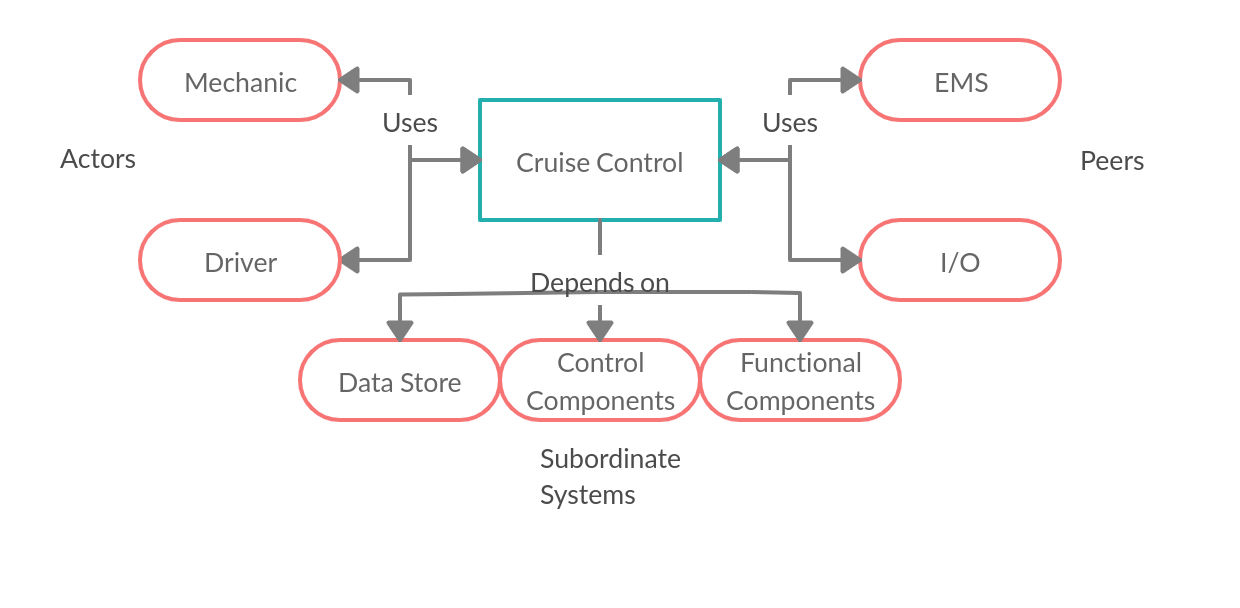 Mechanic
EMS
Uses
Uses
Actors
Cruise Control
Peers
Driver
I/O
Depends on
Data Store
Control
Components
Functional
Components
Subordinate
Systems